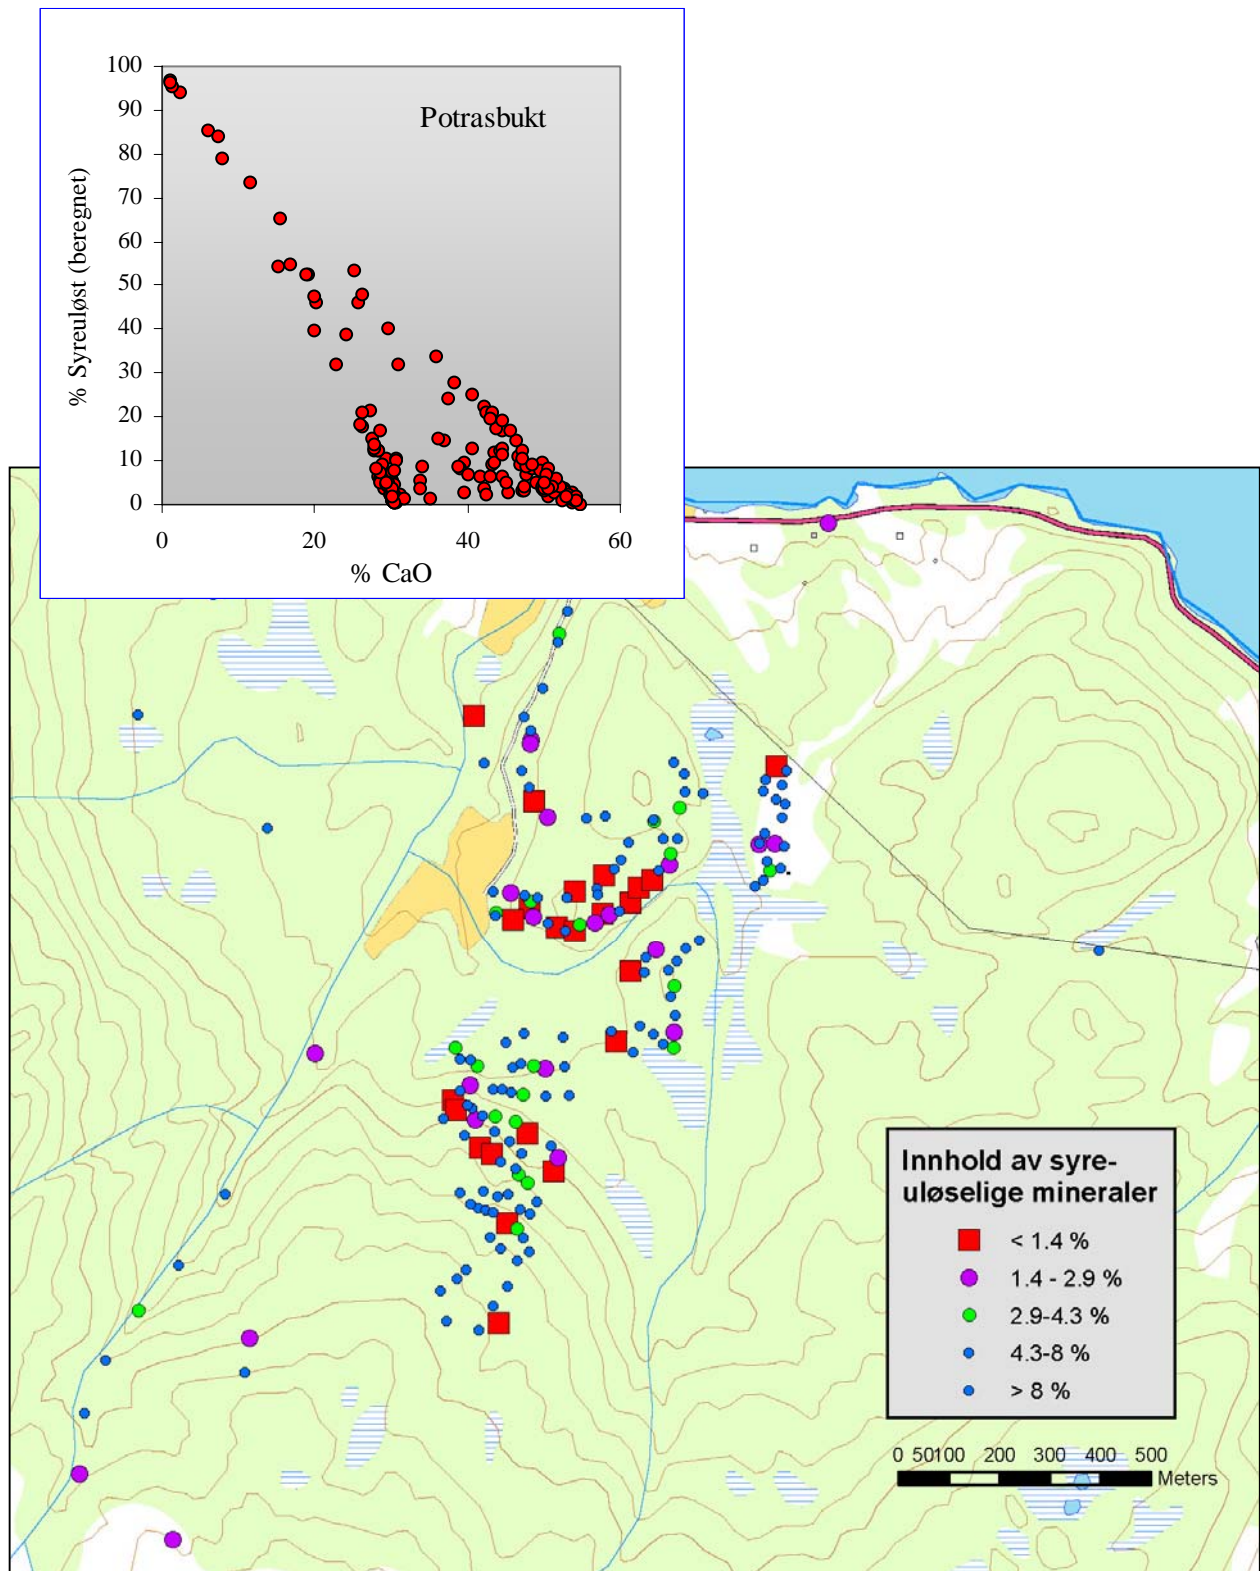 Potrasbukt
% Syreuløst (beregnet)
100
90
80
70
60
50
40
30
20
10
0
0 20 40 60
% CaO
Innhold av syre-
uløselige mineraler
< 1.4 %
1.4 - 2.9 %
2.9-4.3 %
4.3-8 %
> 8 %
0 50100 200 300 400 500
Meters